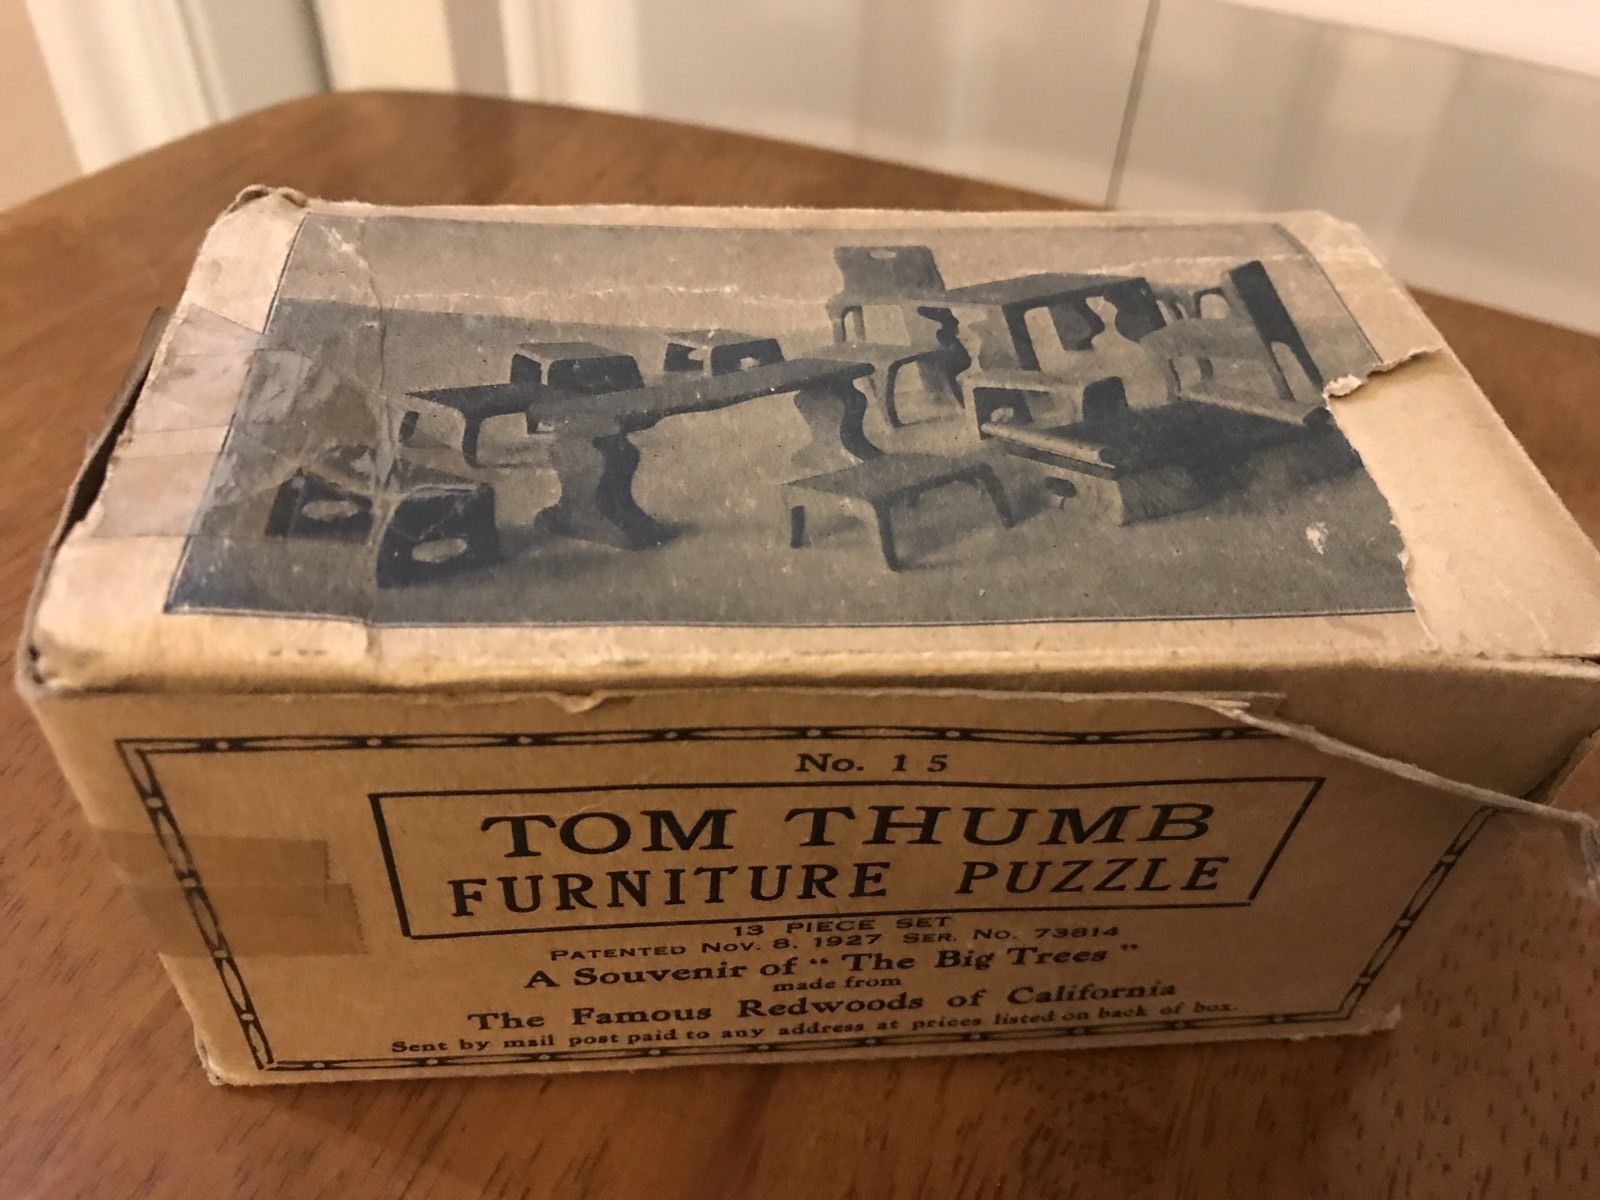 No. 15
TOM THUMB
FURNITURE PUZZLE
13 PIECE SET
PATENTED NOV. 8. 1927 SER. NO. 73814
A Souvenir of “The Big Trees”
made from
The Famous Redwoods of California
Sent by mail post paid to any address at prices listed on back of box.